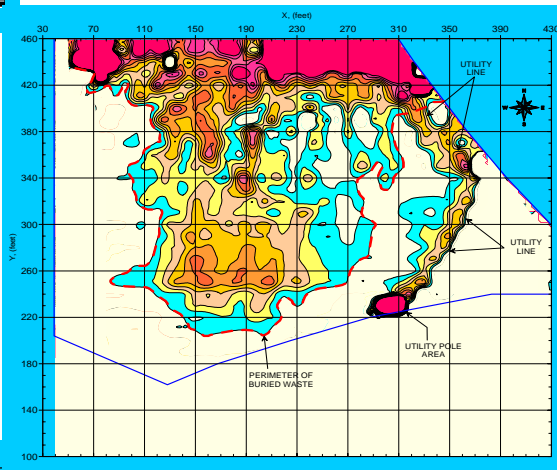 X, (feet)
30 70 110 150 190 230 270 310 350 390 430
460
420
380
340
300
260
220
180
140
100
Y, (feet)
UTILITY
LINE
N
W E
S
UTILITY
LINE
UTILITY POLE
AREA
PERIMETER OF
BURIED WASTE